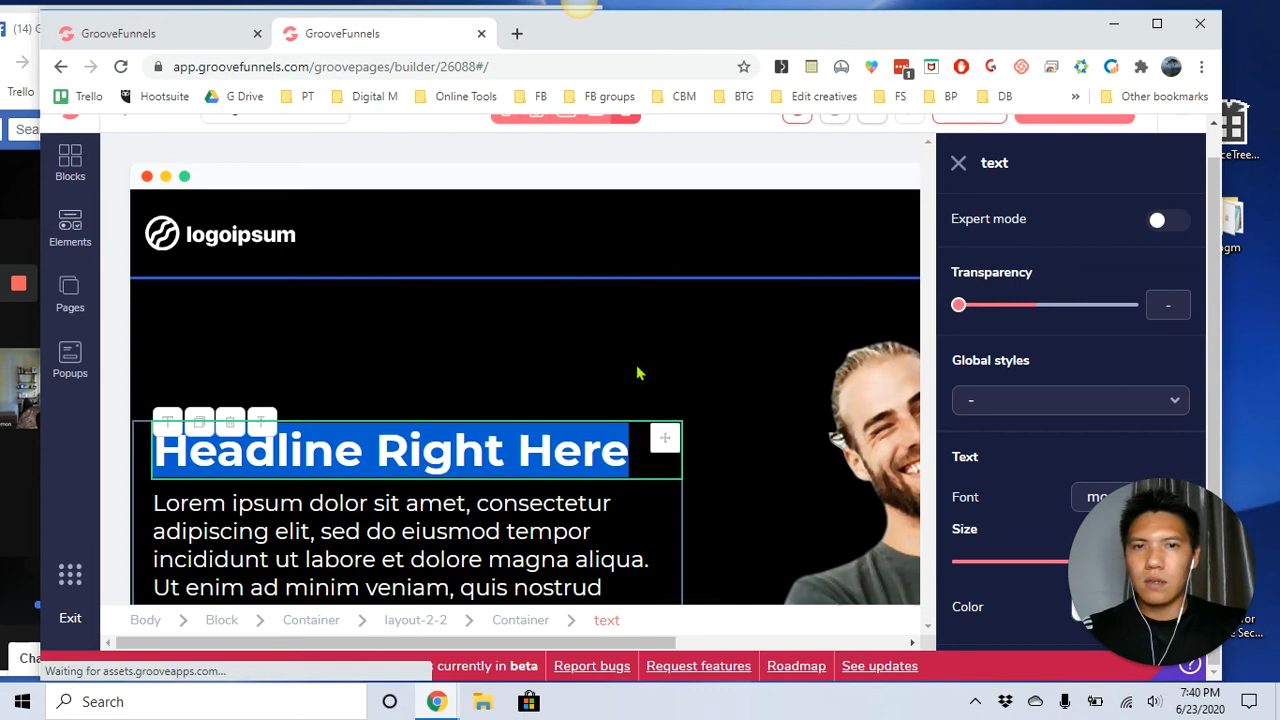 (14)
GrooveFunnels
GrooveFunnels
app.groovefunnels.com/groovepages/builder/26088#/
1
Trello
Trello
Hootsuite
G Drive
PT
Digital M
Online Tools
FB
FB groups
CBM
BTG
Edit creatives
FS
BP
DB
Other bookmarks
Sea
Blocks
Elements
Pages
Popups
Exit
logoipsum
Headline Right Here
Lorem ipsum dolor sit amet, consectetur
adipiscing elit, sed do eiusmod tempor
incididunt ut labore et dolore magna aliqua.
Ut enim ad minim veniam, quis nostrud
text
Expert mode
Transparency
-
Global styles
-
Text
Font
Size
Color
Body
Block
Container
layout-2-2
Container
text
Waiting for assets.grooveapps.com...
currently in beta
Report bugs
Request features
Roadmap
See updates
Search
7:40 PM
6/23/2020